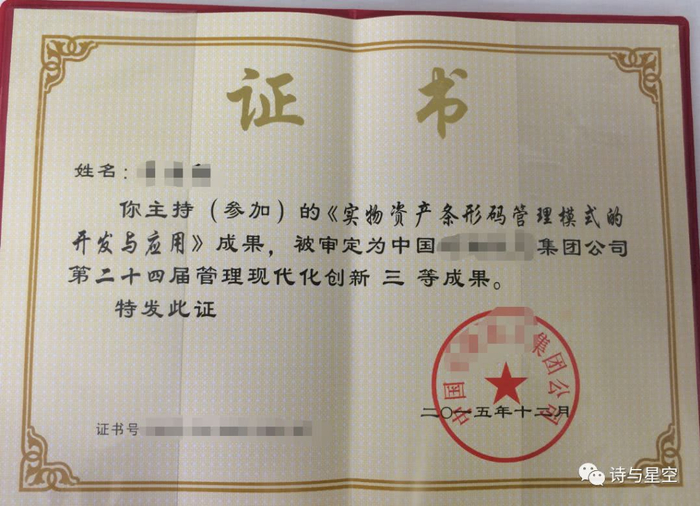 证 书
姓名：
你主持（参加）的《实物资产条形码管理模式的
开发与应用》成果，被审定为中国 集团公司
第二十四届管理现代化创新 三 等成果。
特发此证
中国 集团公司
二〇一五年十二月
证书号
诗与星空